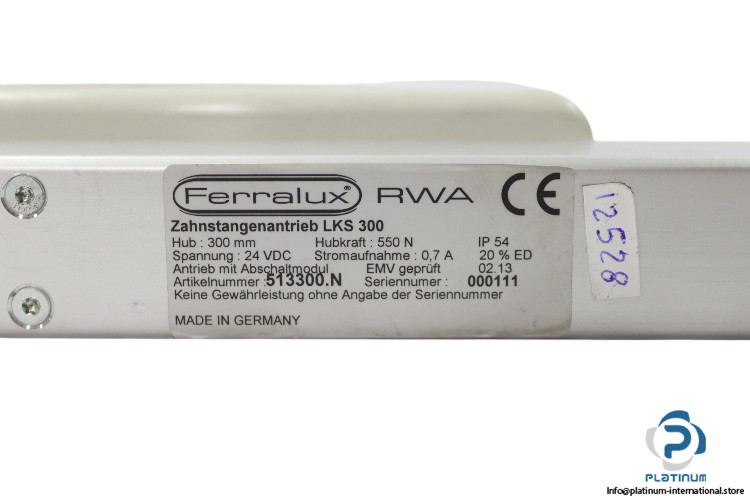 Ferralux® RWA CE
Zahnstangenantrieb LKS 300
Hub : 300 mm Hubkraft : 550 N IP 54
Spannung : 24 VDC Stromaufnahme : 0,7 A 20 % ED
Antrieb mit Abschaltmodul EMV geprüft 02.13
Artikelnummer : 513300.N Seriennummer : 000111
Keine Gewährleistung ohne Angabe der Seriennummer
MADE IN GERMANY
12528
PLATINUM
Info@platinum-international.store